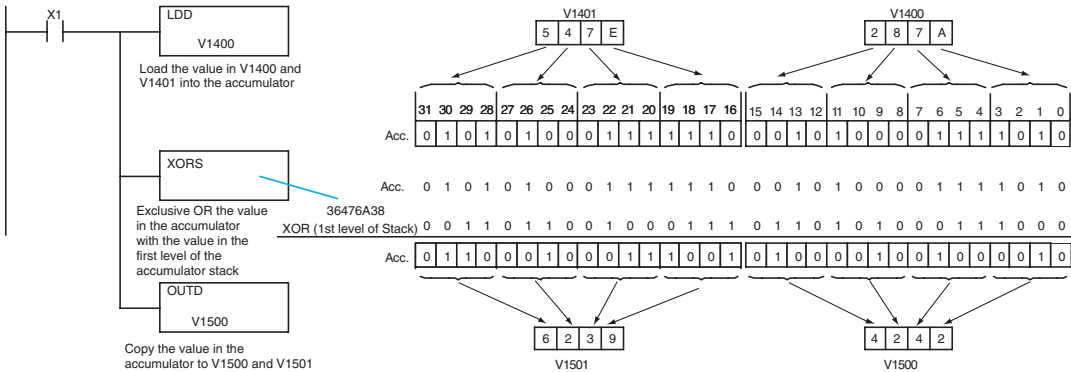 X1
LDD
V1400
Load the value in V1400 and
V1401 into the accumulator
V1401
5 4 7 E
V1400
2 8 7 A
31 30 29 28 27 26 25 24 23 22 21 20 19 18 17 16 15 14 13 12 11 10 9 8 7 6 5 4 3 2 1 0
Acc. 0 1 0 1 0 1 0 0 0 1 1 1 1 1 1 0 0 0 1 0 1 0 0 0 0 1 1 1 1 0 1 0
XORS
Exclusive OR the value
in the accumulator
with the value in the
first level of the
accumulator stack
Acc. 0 1 0 1 0 1 0 0 0 1 1 1 1 1 1 0 0 0 1 0 1 0 0 0 0 1 1 1 1 0 1 0
36476A38
XOR (1st level of Stack) 0 0 1 1 0 1 1 0 0 1 0 0 0 1 1 1 0 1 1 0 1 0 1 0 0 0 1 1 1 0 0 0
Acc. 0 1 1 0 0 0 1 0 0 0 1 1 1 0 0 1 0 1 0 0 0 0 1 0 0 1 0 0 0 0 1 0
OUTD
V1500
Copy the value in the
accumulator to V1500 and V1501
6 2 3 9
V1501
4 2 4 2
V1500